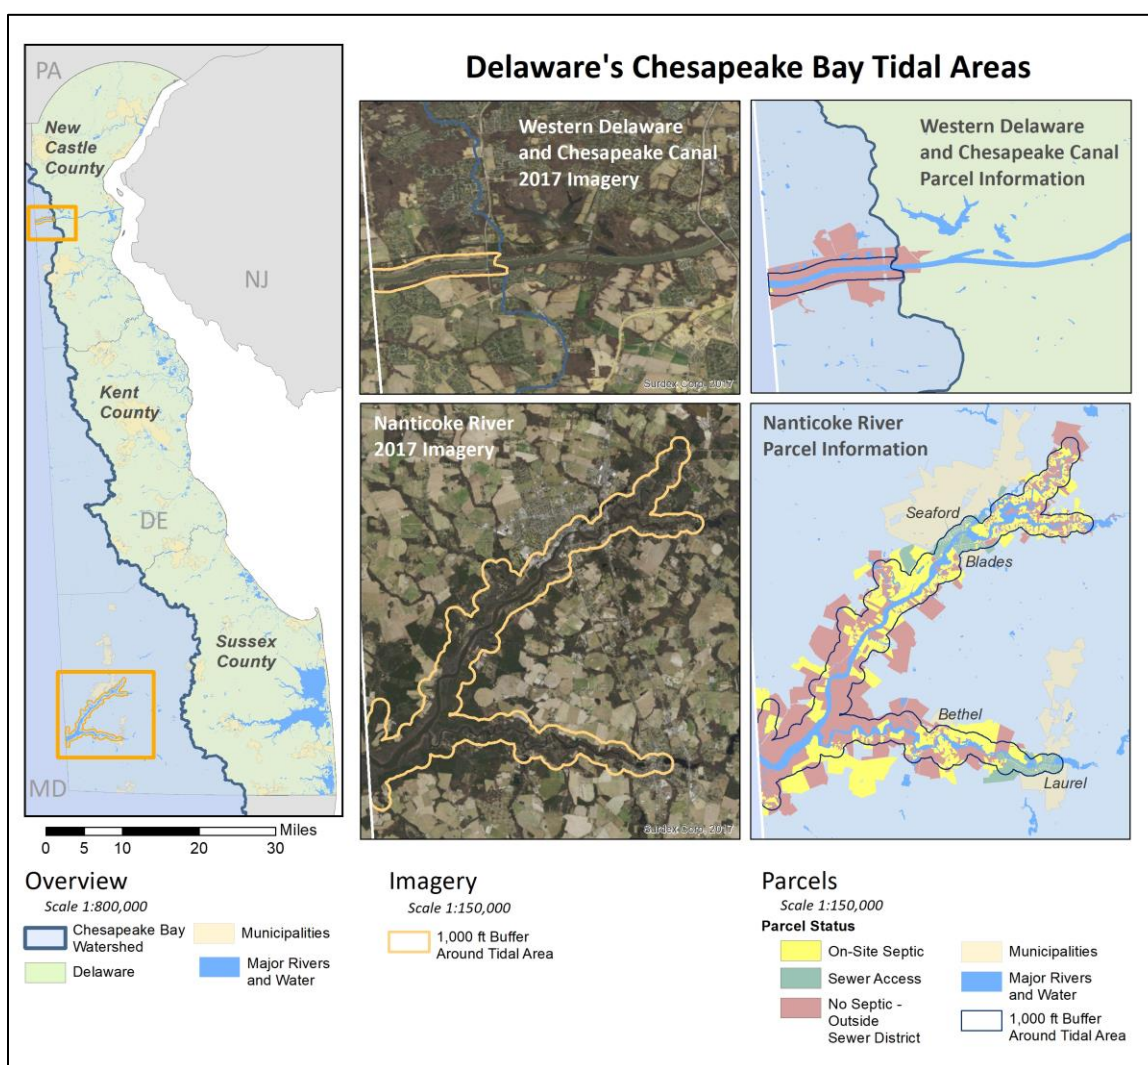 Delaware's Chesapeake Bay Tidal Areas
PA
New
Castle
County
NJ
Kent
County
DE
Sussex
County
MD
Miles
0 5 10 20 30
Western Delaware
and Chesapeake Canal
2017 Imagery
Surdex Corp, 2017
Western Delaware
and Chesapeake Canal
Parcel Information
Nanticoke River
2017 Imagery
Surdex Corp, 2017
Nanticoke River
Parcel Information
Seaford
Blades
Bethel
Laurel
Overview
Scale 1:800,000
Chesapeake Bay
Watershed
Delaware
Municipalities
Major Rivers
and Water
Imagery
Scale 1:150,000
1,000 ft Buffer
Around Tidal Area
Parcels
Scale 1:150,000
Parcel Status
On-Site Septic
Sewer Access
No Septic -
Outside
Sewer District
Municipalities
Major Rivers
and Water
1,000 ft Buffer
Around Tidal Area